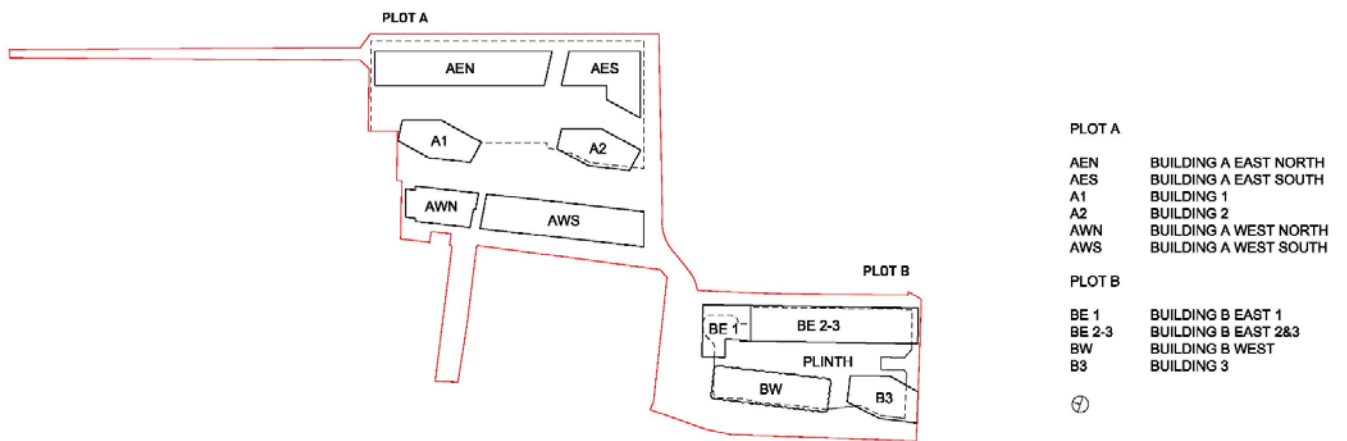 PLOT A
AEN
AES
A1
A2
AWN
AWS
PLOT B
BE 1
BE 2-3
PLINTH
BW
B3
PLOT A
AEN BUILDING A EAST NORTH
AES BUILDING A EAST SOUTH
A1 BUILDING 1
A2 BUILDING 2
AWN BUILDING A WEST NORTH
AWS BUILDING A WEST SOUTH
PLOT B
BE 1 BUILDING B EAST 1
BE 2-3 BUILDING B EAST 2&3
BW BUILDING B WEST
B3 BUILDING 3